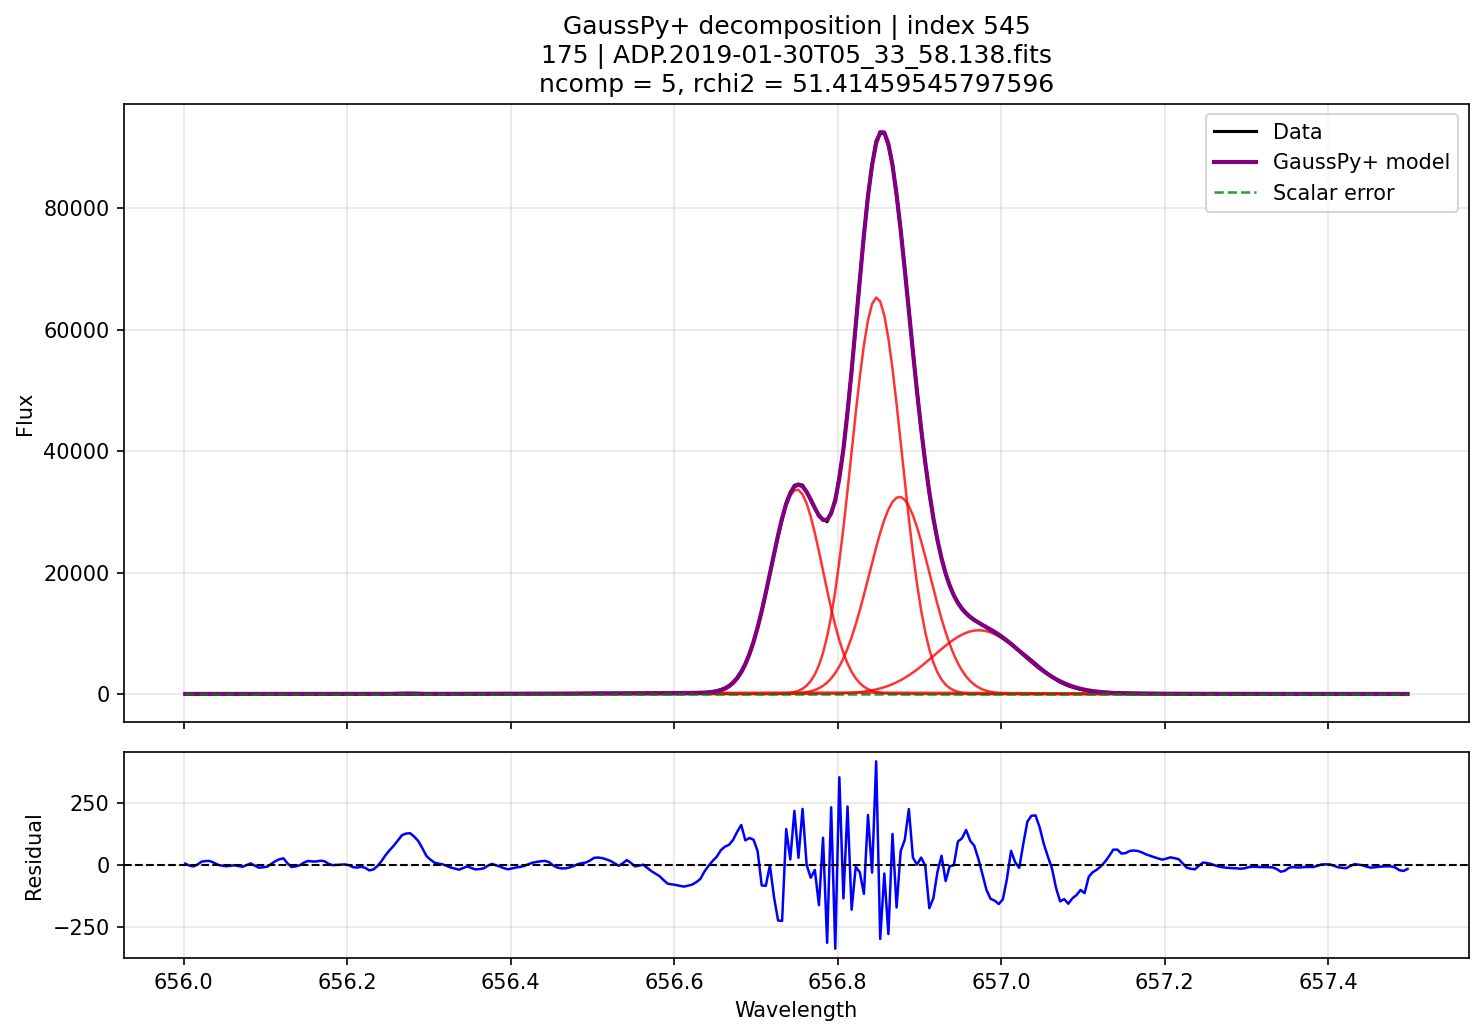 GaussPy+ decomposition | index 545
175 | ADP.2019-01-30T05_33_58.138.fits
ncomp = 5, rchi2 = 51.41459545797596
Data
GaussPy+ model
Scalar error
Flux
80000
60000
40000
20000
0
Residual
250
0
−250
656.0 656.2 656.4 656.6 656.8 657.0 657.2 657.4
Wavelength